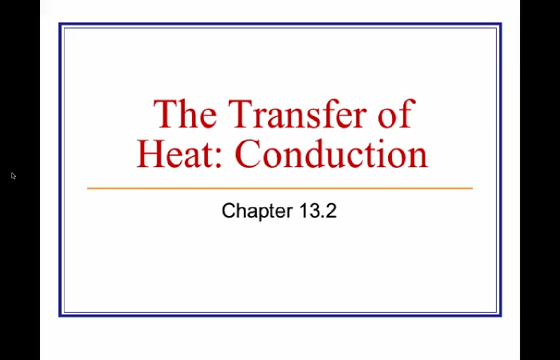 The Transfer of
Heat: Conduction
Chapter 13.2